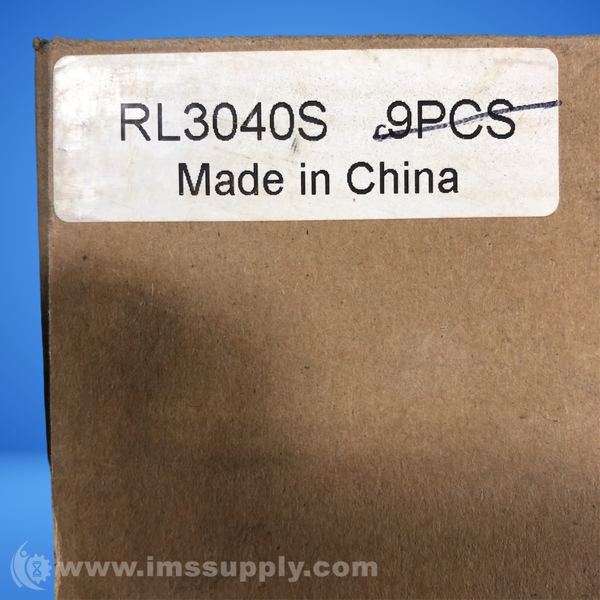 RL3040S 9PCS
Made in China
www.imssupply.com